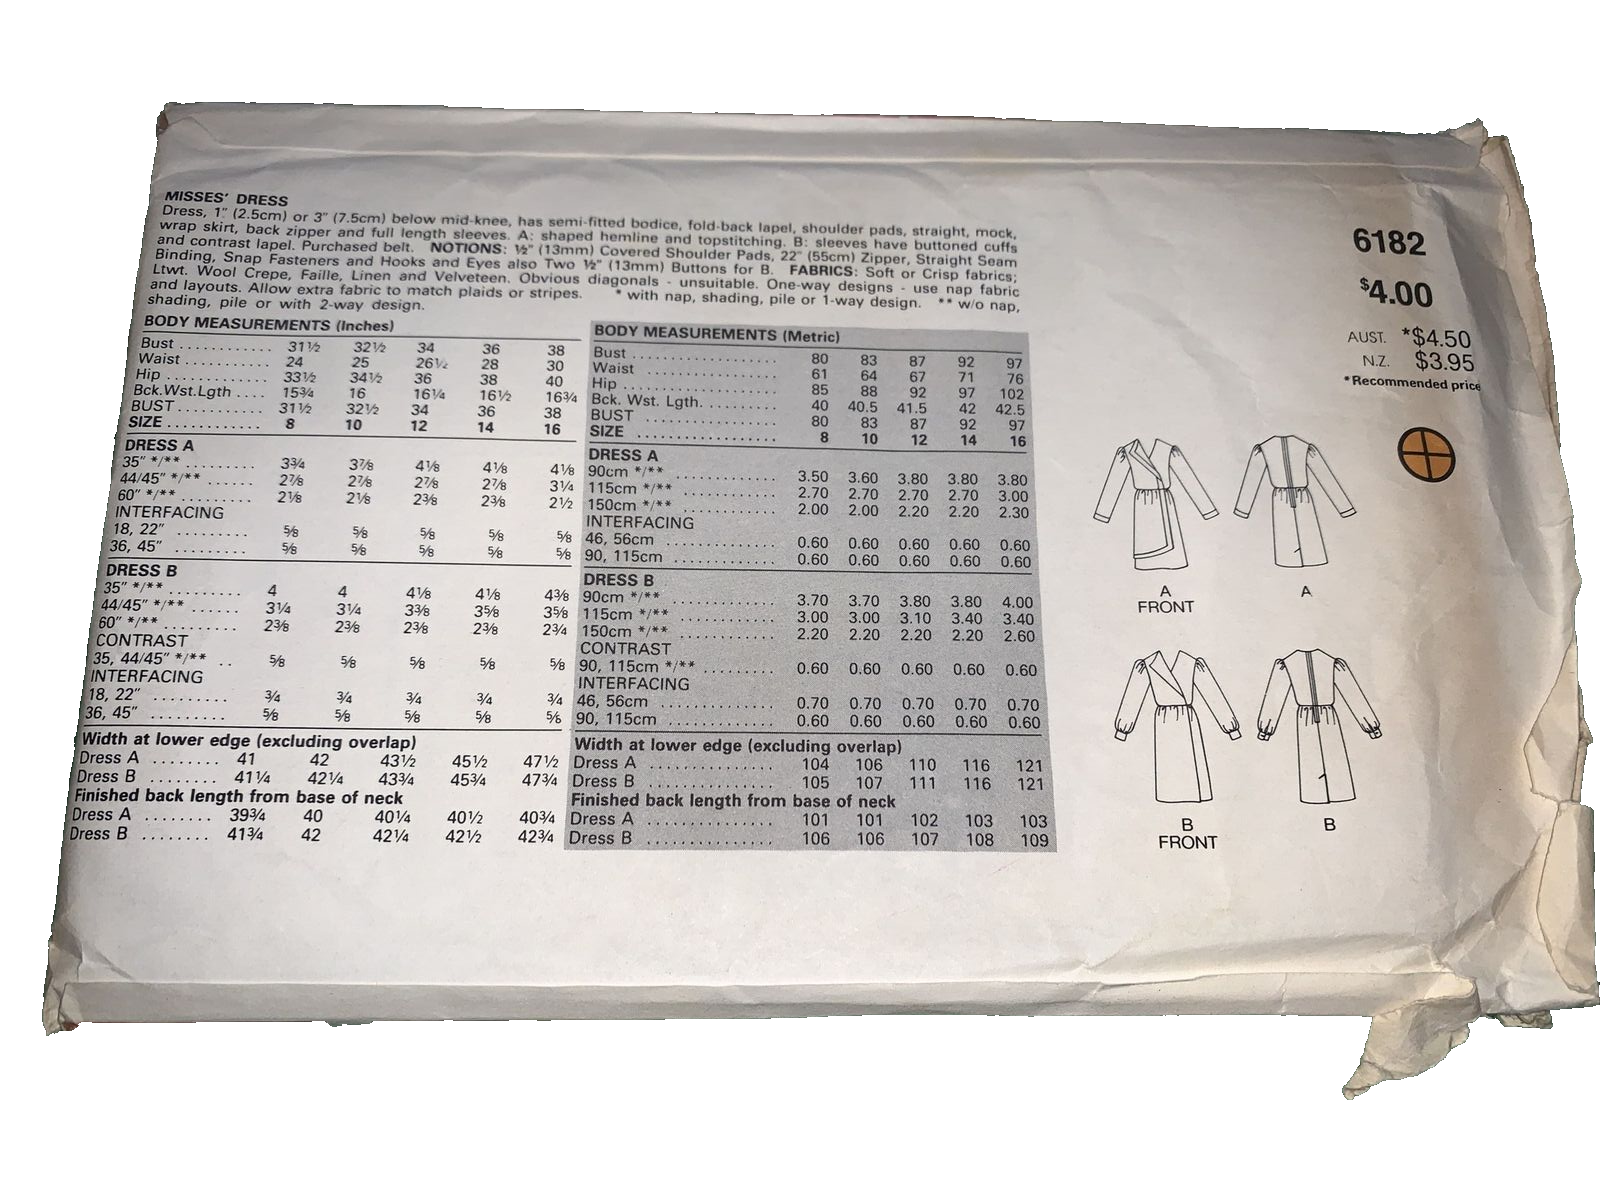 MISSES' DRESS
Dress, 1" (2.5cm) or 3" (7.5cm) below mid-knee, has semi-fitted bodice, fold-back lapel, shoulder pads, straight, mock,
wrap skirt, back zipper and full length sleeves. A: shaped hemline and topstitching. B: sleeves have buttoned cuffs
and contrast lapel. Purchased belt. NOTIONS: ½" (13mm) Covered Shoulder Pads, 22" (55cm) Zipper, Straight Seam
Binding, Snap Fasteners and Hooks and Eyes also Two ½" (13mm) Buttons for B. FABRICS: Soft or Crisp fabrics;
Ltwt. Wool Crepe, Faille, Linen and Velveteen. Obvious diagonals - unsuitable. One-way designs - use nap fabric
and layouts. Allow extra fabric to match plaids or stripes. * with nap, shading, pile or 1-way design. ** w/o nap,
shading, pile or with 2-way design.
BODY MEASUREMENTS (Inches)
Bust ............ 31½ 32½ 34 36 38
Waist ........... 24 25 26½ 28 30
Hip ............. 33½ 34½ 36 38 40
Bck.Wst.Lgth .... 15¾ 16 16¼ 16½ 16¾
BUST ............ 31½ 32½ 34 36 38
SIZE ............ 8 10 12 14 16
DRESS A
35" */** .......... 3¾ 3⅞ 4⅛ 4⅛ 4⅛
44/45" */** ...... 2⅞ 2⅞ 2⅞ 2⅞ 3¼
60" */** .......... 2⅛ 2⅛ 2⅜ 2⅜ 2½
INTERFACING
18, 22" .......... ⅝ ⅝ ⅝ ⅝ ⅝
36, 45" .......... ⅝ ⅝ ⅝ ⅝ ⅝
DRESS B
35" */** .......... 4 4 4⅛ 4⅛ 4⅜
44/45" */** ...... 3¼ 3¼ 3⅜ 3⅝ 3⅝
60" */** .......... 2⅜ 2⅜ 2⅜ 2⅜ 2¾
CONTRAST
35, 44/45" */** .. ⅝ ⅝ ⅝ ⅝ ⅝
INTERFACING
18, 22" ......... ¾ ¾ ¾ ¾ ¾
36, 45" ......... ⅝ ⅝ ⅝ ⅝ ⅝
Width at lower edge (excluding overlap)
Dress A ........ 41 42 43½ 45½ 47½
Dress B ........ 41¼ 42¼ 43¾ 45¾ 47¾
Finished back length from base of neck
Dress A ........ 39¾ 40 40¼ 40½ 40¾
Dress B ........ 41¾ 42 42¼ 42½ 42¾
BODY MEASUREMENTS (Metric)
Bust .................. 80 83 87 92 97
Waist ................. 61 64 67 71 76
Hip ................... 85 88 92 97 102
Bck. Wst. Lgth. ......... 40 40.5 41.5 42 42.5
BUST .................. 80 83 87 92 97
SIZE .................. 8 10 12 14 16
DRESS A
90cm */** .............. 3.50 3.60 3.80 3.80 3.80
115cm */** ............. 2.70 2.70 2.70 2.70 3.00
150cm */** ............. 2.00 2.00 2.20 2.20 2.30
INTERFACING
46, 56cm .............. 0.60 0.60 0.60 0.60 0.60
90, 115cm ............. 0.60 0.60 0.60 0.60 0.60
DRESS B
90cm */** ............. 3.70 3.70 3.80 3.80 4.00
115cm */** ............ 3.00 3.00 3.10 3.40 3.40
150cm */** ............ 2.20 2.20 2.20 2.20 2.60
CONTRAST
90, 115cm */** ......... 0.60 0.60 0.60 0.60 0.60
INTERFACING
46, 56cm .............. 0.70 0.70 0.70 0.70 0.70
90, 115cm ............. 0.60 0.60 0.60 0.60 0.60
Width at lower edge (excluding overlap)
Dress A ............... 104 106 110 116 121
Dress B ............... 105 107 111 116 121
Finished back length from base of neck
Dress A ............... 101 101 102 103 103
Dress B ............... 106 106 107 108 109
6182
$4.00
AUST. *$4.50
N.Z. $3.95
*Recommended price
A
FRONT
A
B
FRONT
B